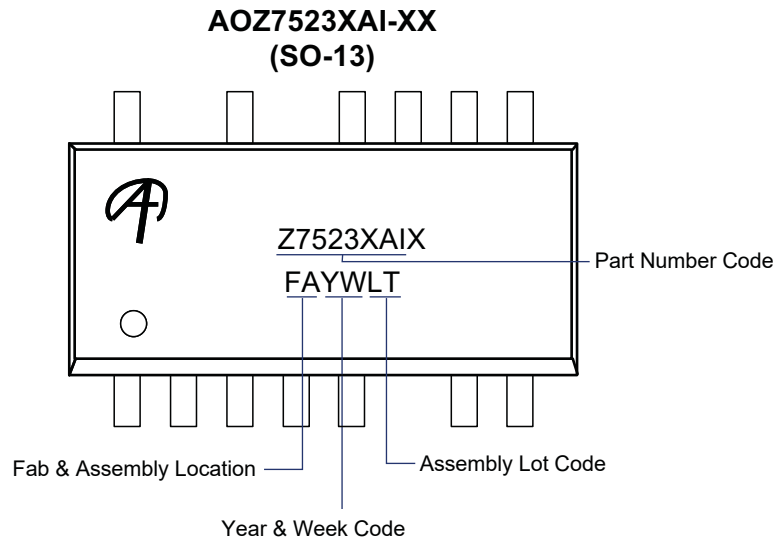 AOZ7523XAI-XX
(SO-13)
Z7523XAIX
Part Number Code
FAYWLT
Fab & Assembly Location
Assembly Lot Code
Year & Week Code